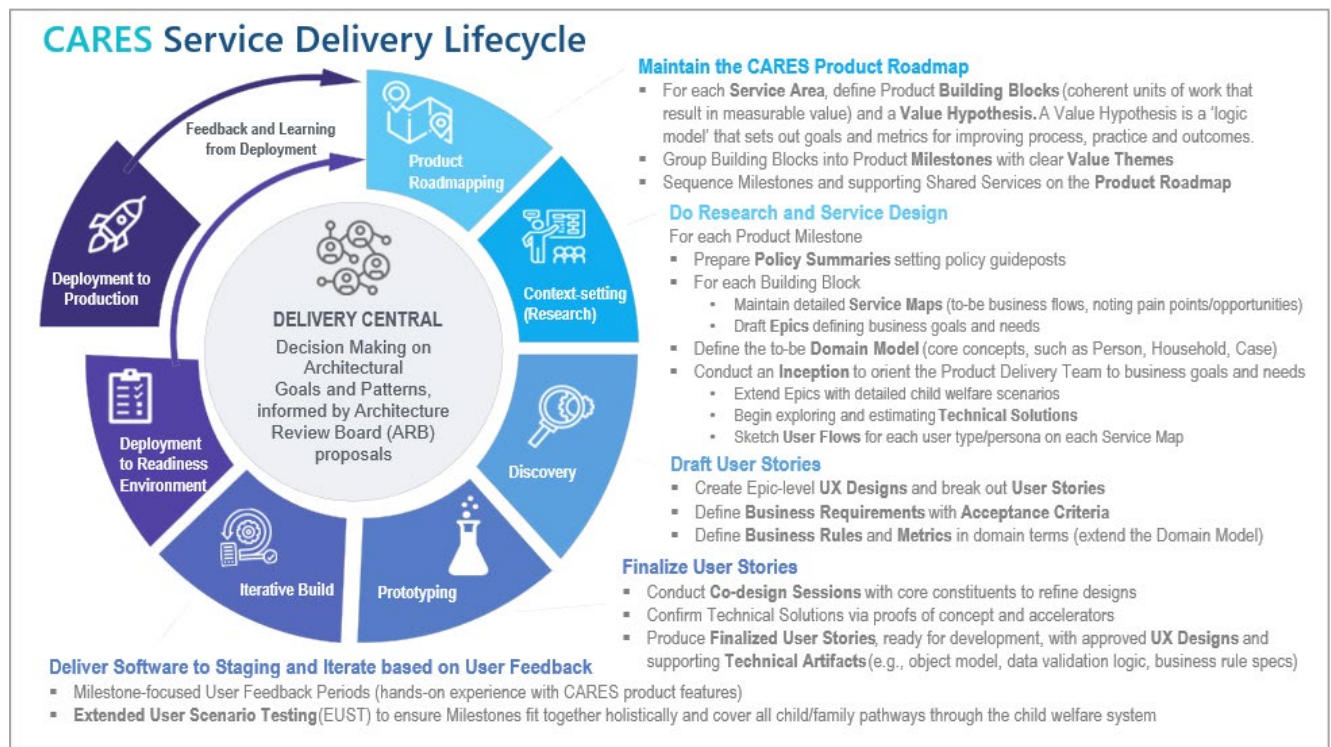 CARES Service Delivery Lifecycle
Feedback and Learning
from Deployment
Product
Roadmapping
Context-setting
(Research)
Discovery
Prototyping
Iterative Build
Deployment
to Readiness
Environment
Deployment to
Production
DELIVERY CENTRAL
Decision Making on
Architectural
Goals and Patterns,
informed by Architecture
Review Board (ARB)
proposals
Maintain the CARES Product Roadmap
▪ For each Service Area, define Product Building Blocks (coherent units of work that
result in measurable value) and a Value Hypothesis. A Value Hypothesis is a ‘logic
model’ that sets out goals and metrics for improving process, practice and outcomes.
▪ Group Building Blocks into Product Milestones with clear Value Themes
▪ Sequence Milestones and supporting Shared Services on the Product Roadmap
Do Research and Service Design
For each Product Milestone
▪ Prepare Policy Summaries setting policy guideposts
▪ For each Building Block
▪ Maintain detailed Service Maps (to-be business flows, noting pain points/opportunities)
▪ Draft Epics defining business goals and needs
▪ Define the to-be Domain Model (core concepts, such as Person, Household, Case)
▪ Conduct an Inception to orient the Product Delivery Team to business goals and needs
▪ Extend Epics with detailed child welfare scenarios
▪ Begin exploring and estimating Technical Solutions
▪ Sketch User Flows for each user type/persona on each Service Map
Draft User Stories
▪ Create Epic-level UX Designs and break out User Stories
▪ Define Business Requirements with Acceptance Criteria
▪ Define Business Rules and Metrics in domain terms (extend the Domain Model)
Finalize User Stories
▪ Conduct Co-design Sessions with core constituents to refine designs
▪ Confirm Technical Solutions via proofs of concept and accelerators
▪ Produce Finalized User Stories, ready for development, with approved UX Designs and
supporting Technical Artifacts (e.g., object model, data validation logic, business rule specs)
Deliver Software to Staging and Iterate based on User Feedback
▪ Milestone-focused User Feedback Periods (hands-on experience with CARES product features)
▪ Extended User Scenario Testing (EUST) to ensure Milestones fit together holistically and cover all child/family pathways through the child welfare system